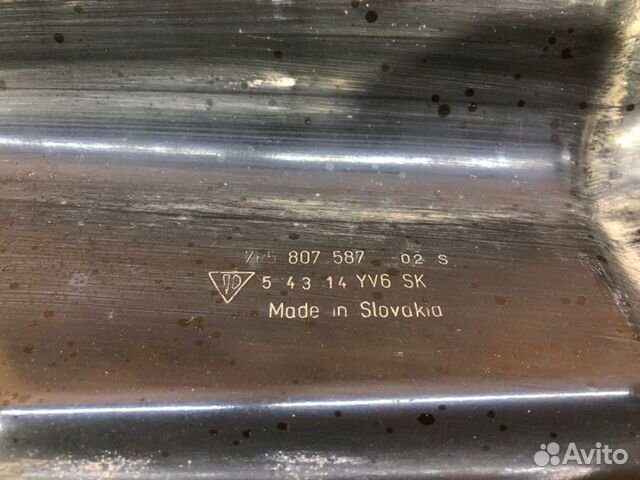 807 587 02 S
5 43 14 YV6 SK
Made in Slovakia
Avito